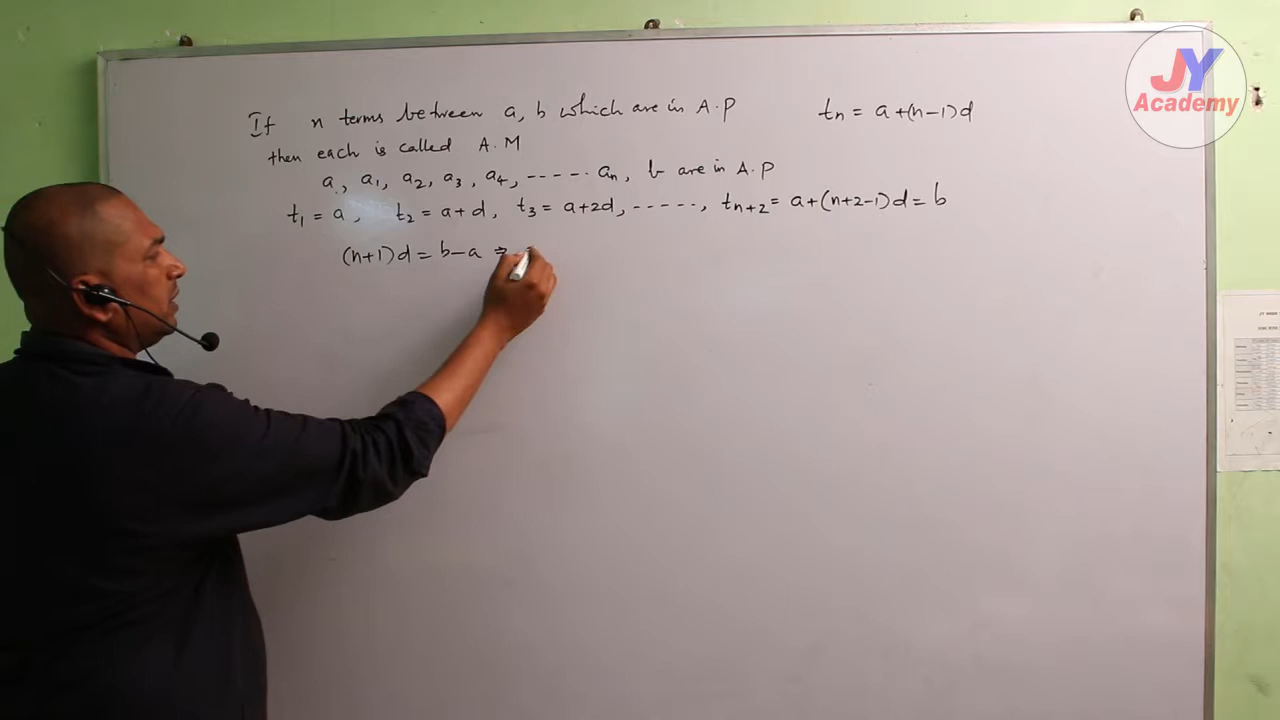 If n terms between a, b which are in A.P
then each is called A.M
a, a₁, a₂, a₃, a₄, ------ aₙ, b are in A.P
t₁ = a, t₂ = a+d, t₃ = a+2d, ------, tₙ₊₂ = a+(n+2-1)d = b
(n+1)d = b-a ⇒
tₙ = a+(n-1)d
JY
Academy